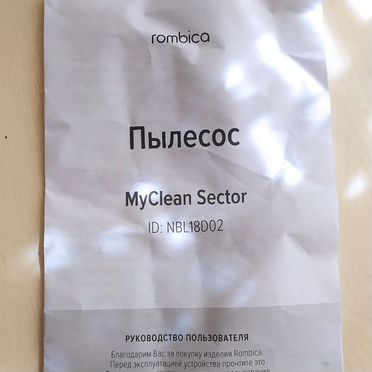 rombica
Пылесос
MyClean Sector
ID: NBL18D02
РУКОВОДСТВО ПОЛЬЗОВАТЕЛЯ
Благодарим Вас за покупку изделия Rombica
Перед эксплуатацией устройства прочтите это